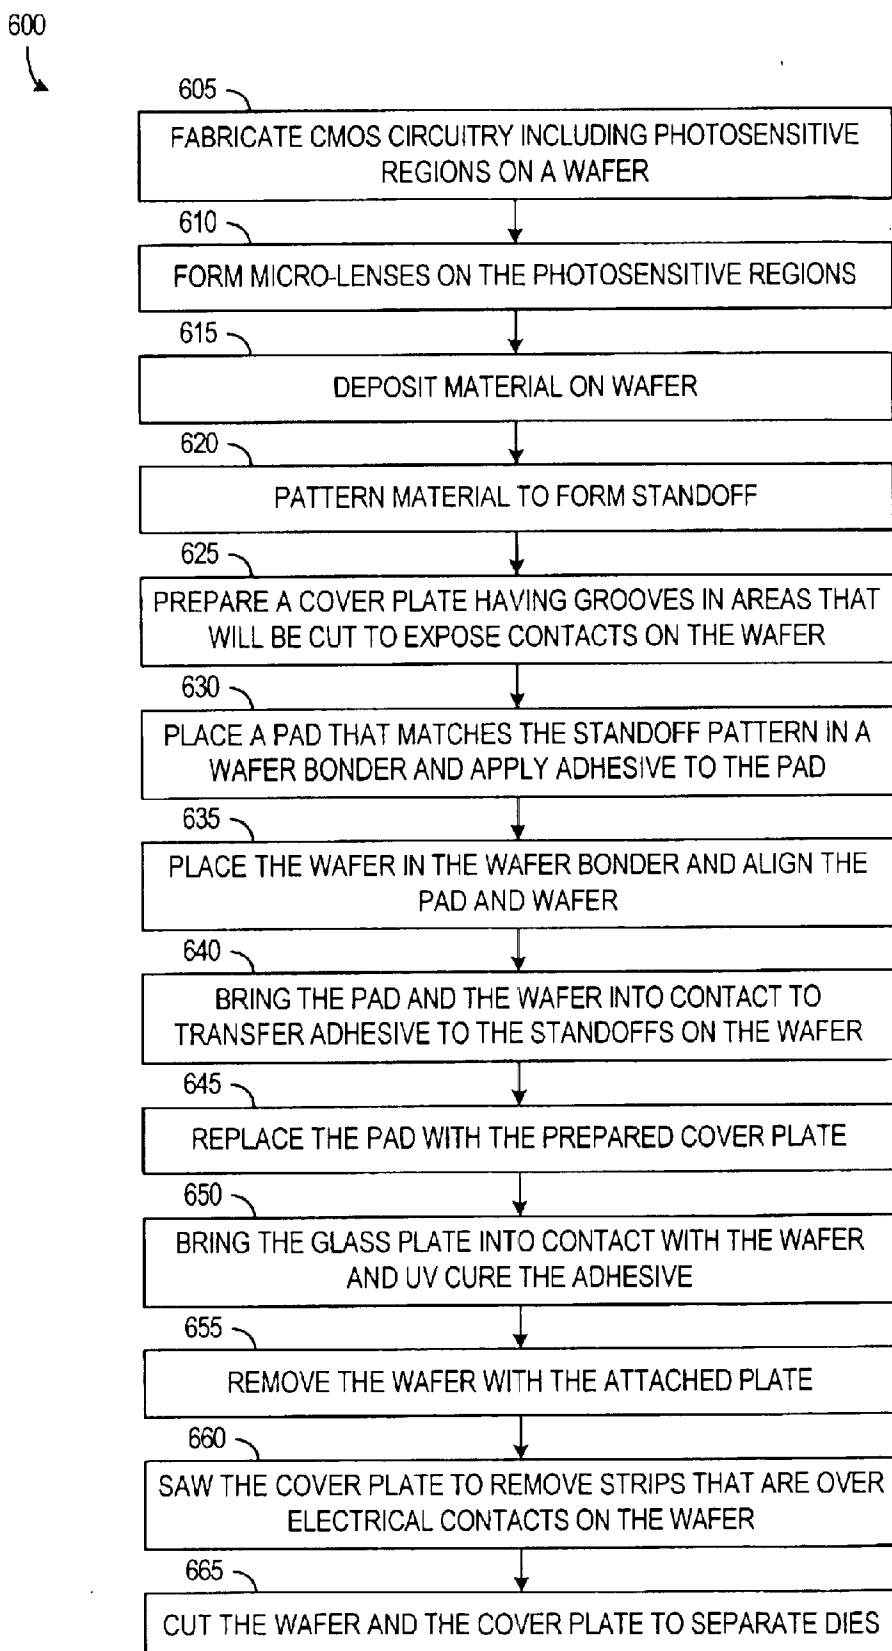 600
605
FABRICATE CMOS CIRCUITRY INCLUDING PHOTOSENSITIVE
REGIONS ON A WAFER
610
FORM MICRO-LENSES ON THE PHOTOSENSITIVE REGIONS
615
DEPOSIT MATERIAL ON WAFER
620
PATTERN MATERIAL TO FORM STANDOFF
625
PREPARE A COVER PLATE HAVING GROOVES IN AREAS THAT
WILL BE CUT TO EXPOSE CONTACTS ON THE WAFER
630
PLACE A PAD THAT MATCHES THE STANDOFF PATTERN IN A
WAFER BONDER AND APPLY ADHESIVE TO THE PAD
635
PLACE THE WAFER IN THE WAFER BONDER AND ALIGN THE
PAD AND WAFER
640
BRING THE PAD AND THE WAFER INTO CONTACT TO
TRANSFER ADHESIVE TO THE STANDOFFS ON THE WAFER
645
REPLACE THE PAD WITH THE PREPARED COVER PLATE
650
BRING THE GLASS PLATE INTO CONTACT WITH THE WAFER
AND UV CURE THE ADHESIVE
655
REMOVE THE WAFER WITH THE ATTACHED PLATE
660
SAW THE COVER PLATE TO REMOVE STRIPS THAT ARE OVER
ELECTRICAL CONTACTS ON THE WAFER
665
CUT THE WAFER AND THE COVER PLATE TO SEPARATE DIES